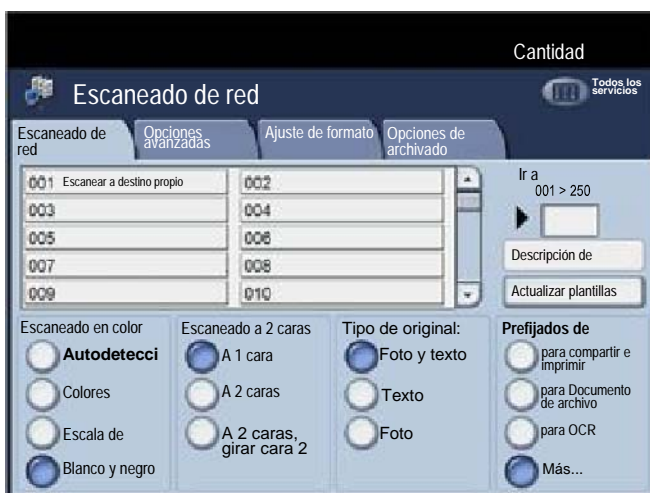 Cantidad
Escaneado de red
Todos los
servicios
Escaneado de
red
Opciones
avanzadas
Ajuste de formato
Opciones de
archivado
001 Escanear a destino propio
002
003
004
005
006
007
008
009
010
Ir a
001 > 250
Descripción de
Actualizar plantillas
Escaneado en color
Autodetecci
Colores
Escala de
Blanco y negro
Escaneado a 2 caras
A 1 cara
A 2 caras
A 2 caras,
girar cara 2
Tipo de original:
Foto y texto
Texto
Foto
Prefijados de
para compartir e
imprimir
para Documento
de archivo
para OCR
Más...